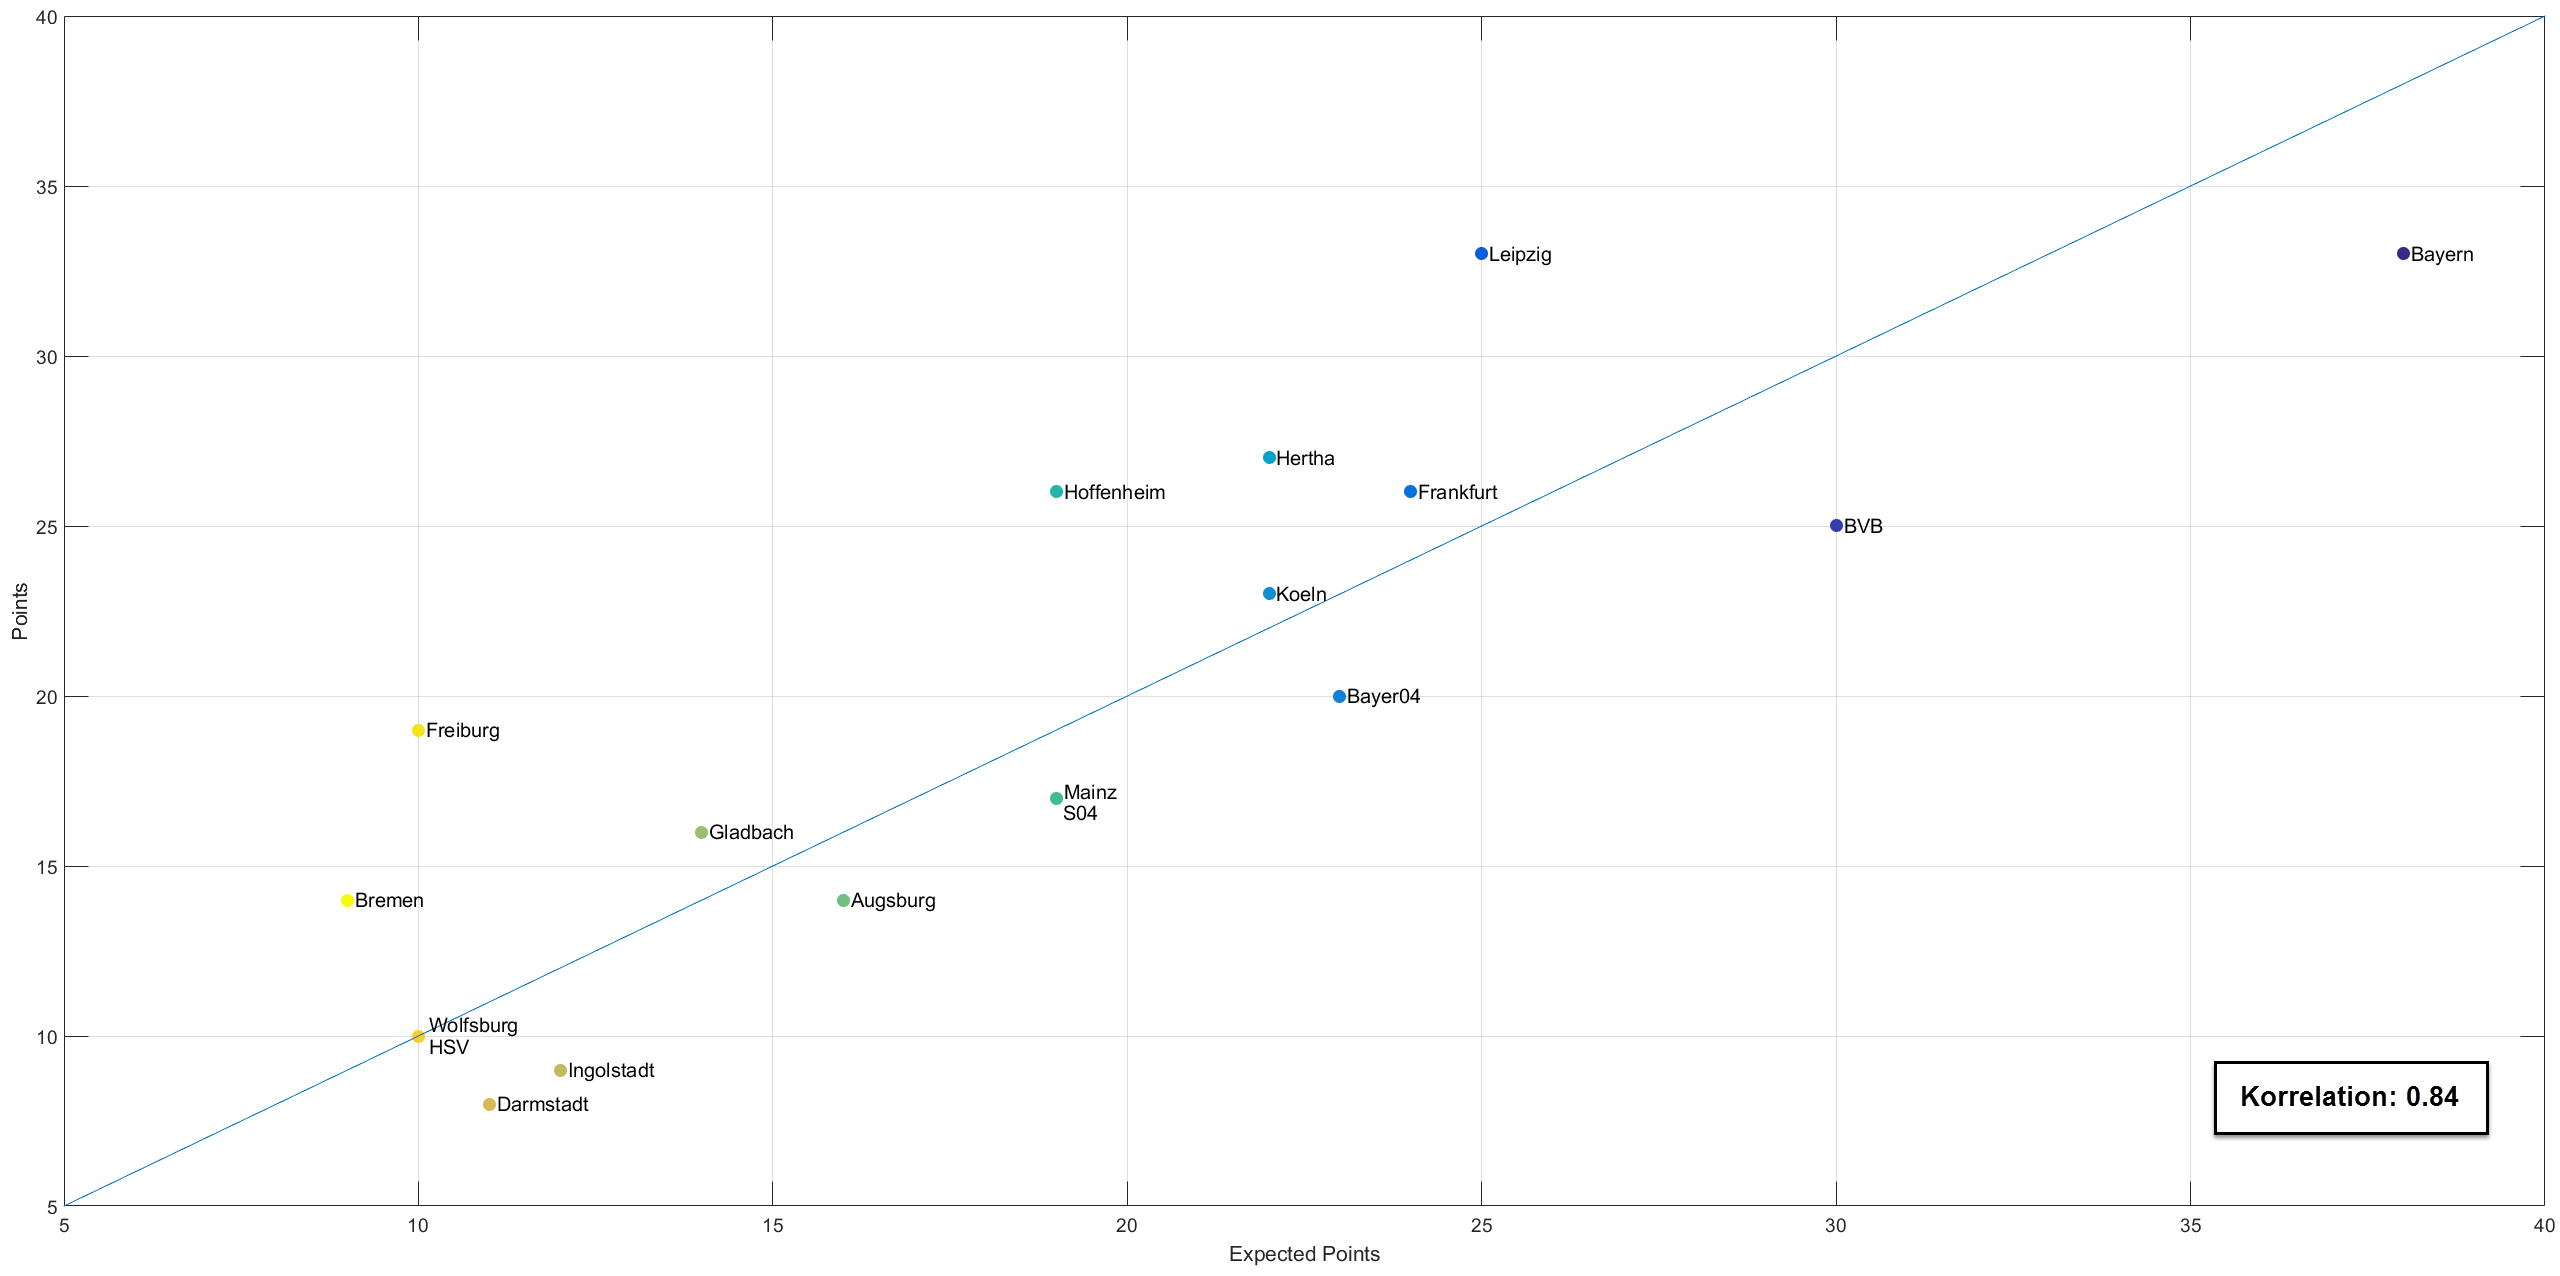 40
35
30
25
20
15
10
5
Points
Leipzig
Bayern
Hertha
Hoffenheim
Frankfurt
BVB
Koeln
Bayer04
Freiburg
Mainz
S04
Gladbach
Bremen
Augsburg
Wolfsburg
HSV
Ingolstadt
Darmstadt
Korrelation: 0.84
5 10 15 20 25 30 35 40
Expected Points